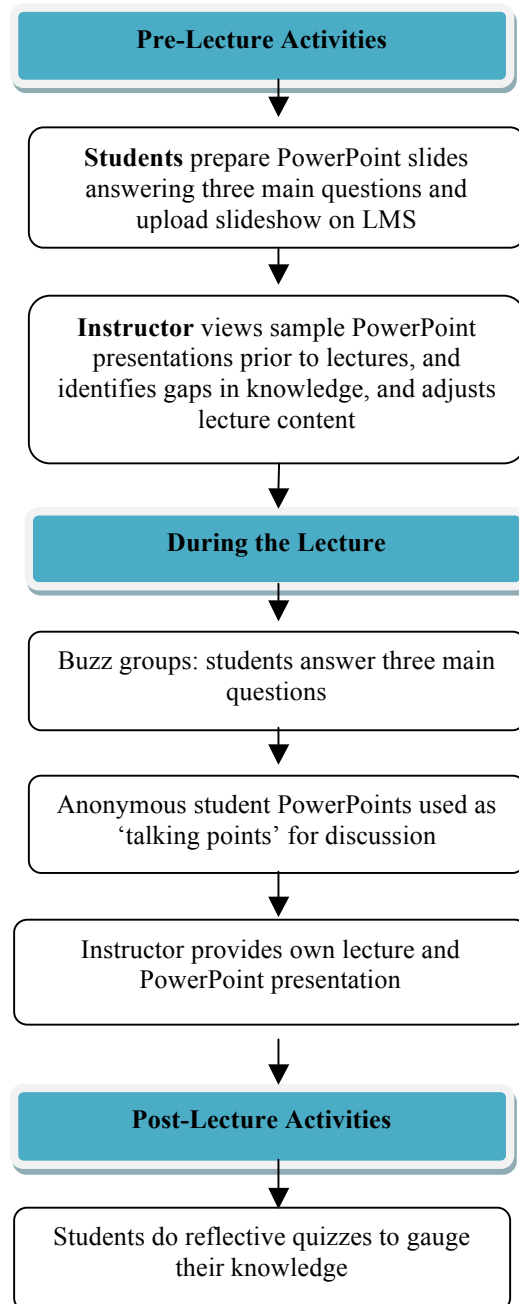 Pre-Lecture Activities
Students prepare PowerPoint slides
answering three main questions and
upload slideshow on LMS
Instructor views sample PowerPoint
presentations prior to lectures, and
identifies gaps in knowledge, and adjusts
lecture content
During the Lecture
Buzz groups: students answer three main
questions
Anonymous student PowerPoints used as
‘talking points’ for discussion
Instructor provides own lecture and
PowerPoint presentation
Post-Lecture Activities
Students do reflective quizzes to gauge
their knowledge